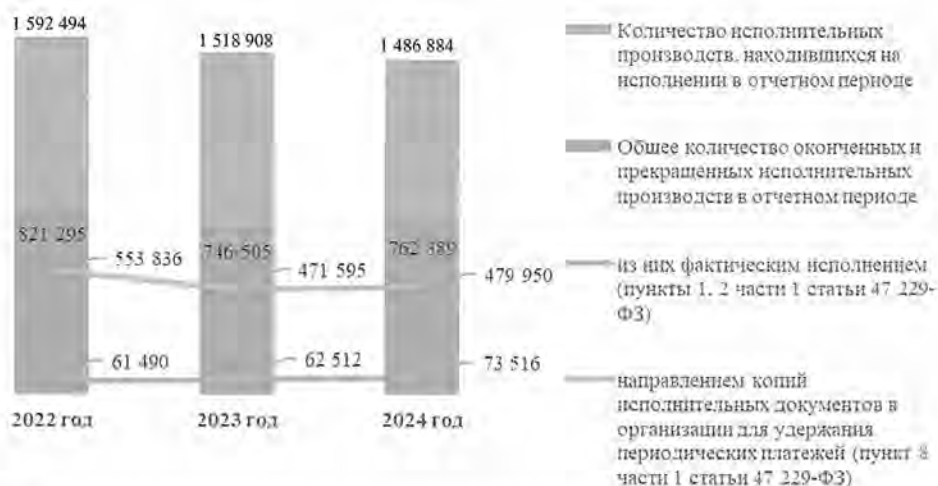 1 592 494
1 518 908
1 486 884
821 295
746 505
762 389
553 836
471 595
479 950
61 490
62 512
73 516
2022 год
2023 год
2024 год
Количество исполнительных
производств, находившихся на
исполнении в отчетном периоде
Общее количество оконченных и
прекращенных исполнительных
производств в отчетном периоде
из них фактическим исполнением
(пункты 1, 2 части 1 статьи 47 229-
ФЗ)
направлением копий
исполнительных документов в
организации для удержания
периодических платежей (пункт 8
части 1 статьи 47 229-ФЗ)